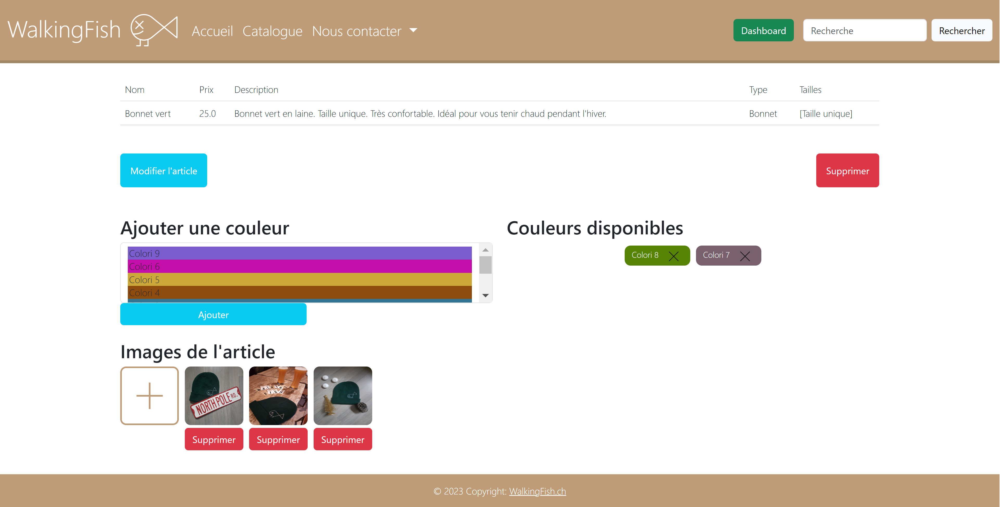 WalkingFish Accueil Catalogue Nous contacter Dashboard Recherche Rechercher
Nom Prix Description Type Tailles
Bonnet vert 25.0 Bonnet vert en laine. Taille unique. Très confortable. Idéal pour vous tenir chaud pendant l'hiver. Bonnet [Taille unique]
Modifier l'article Supprimer
Ajouter une couleur Couleurs disponibles
Colori 9 Colori 8 Colori 7
Colori 6
Colori 5
Colori 4
Ajouter
Images de l'article
NORTH POLE RD.
WALKING
FISH
Supprimer Supprimer Supprimer
© 2023 Copyright: WalkingFish.ch